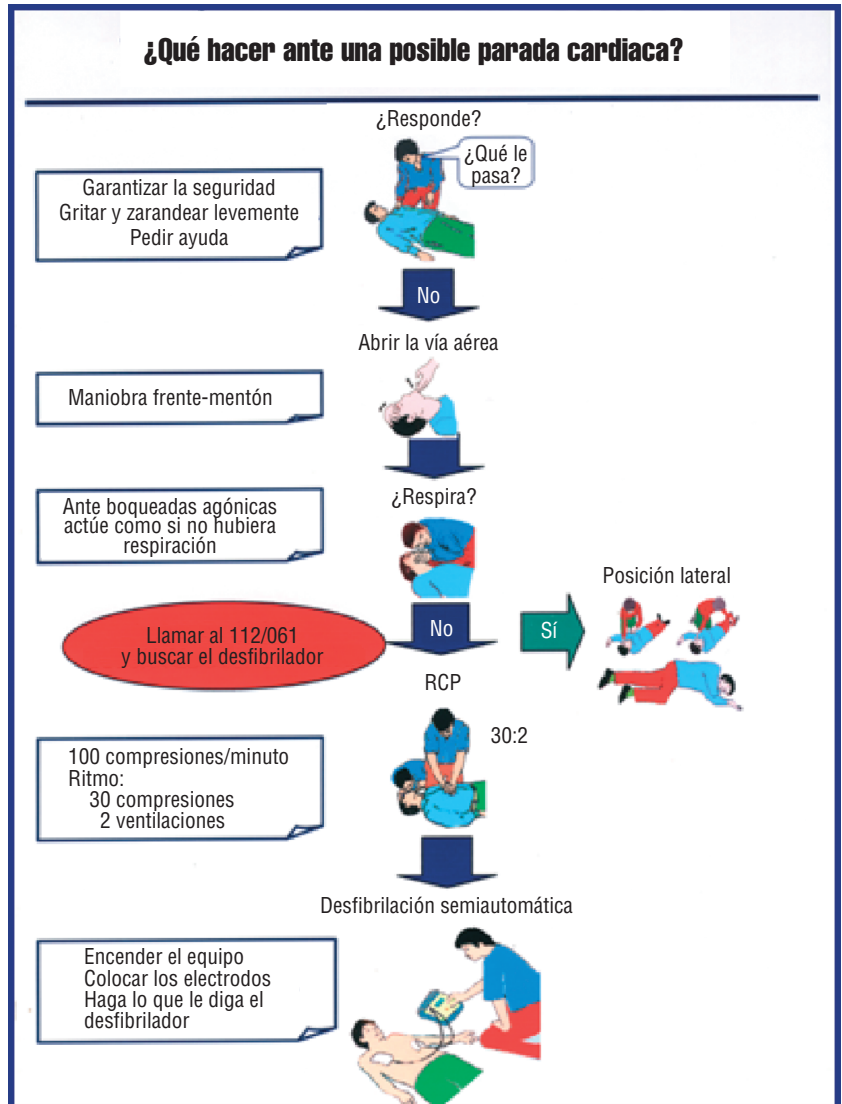 ¿Qué hacer ante una posible parada cardiaca?
¿Responde?
¿Qué le
pasa?
Garantizar la seguridad
Gritar y zarandear levemente
Pedir ayuda
No
Abrir la vía aérea
Maniobra frente-mentón
¿Respira?
Ante boqueadas agónicas
actúe como si no hubiera
respiración
No
Sí
Posición lateral
Llamar al 112/061
y buscar el desfibrilador
RCP
30:2
100 compresiones/minuto
Ritmo:
30 compresiones
2 ventilaciones
Desfibrilación semiautomática
Encender el equipo
Colocar los electrodos
Haga lo que le diga el
desfibrilador